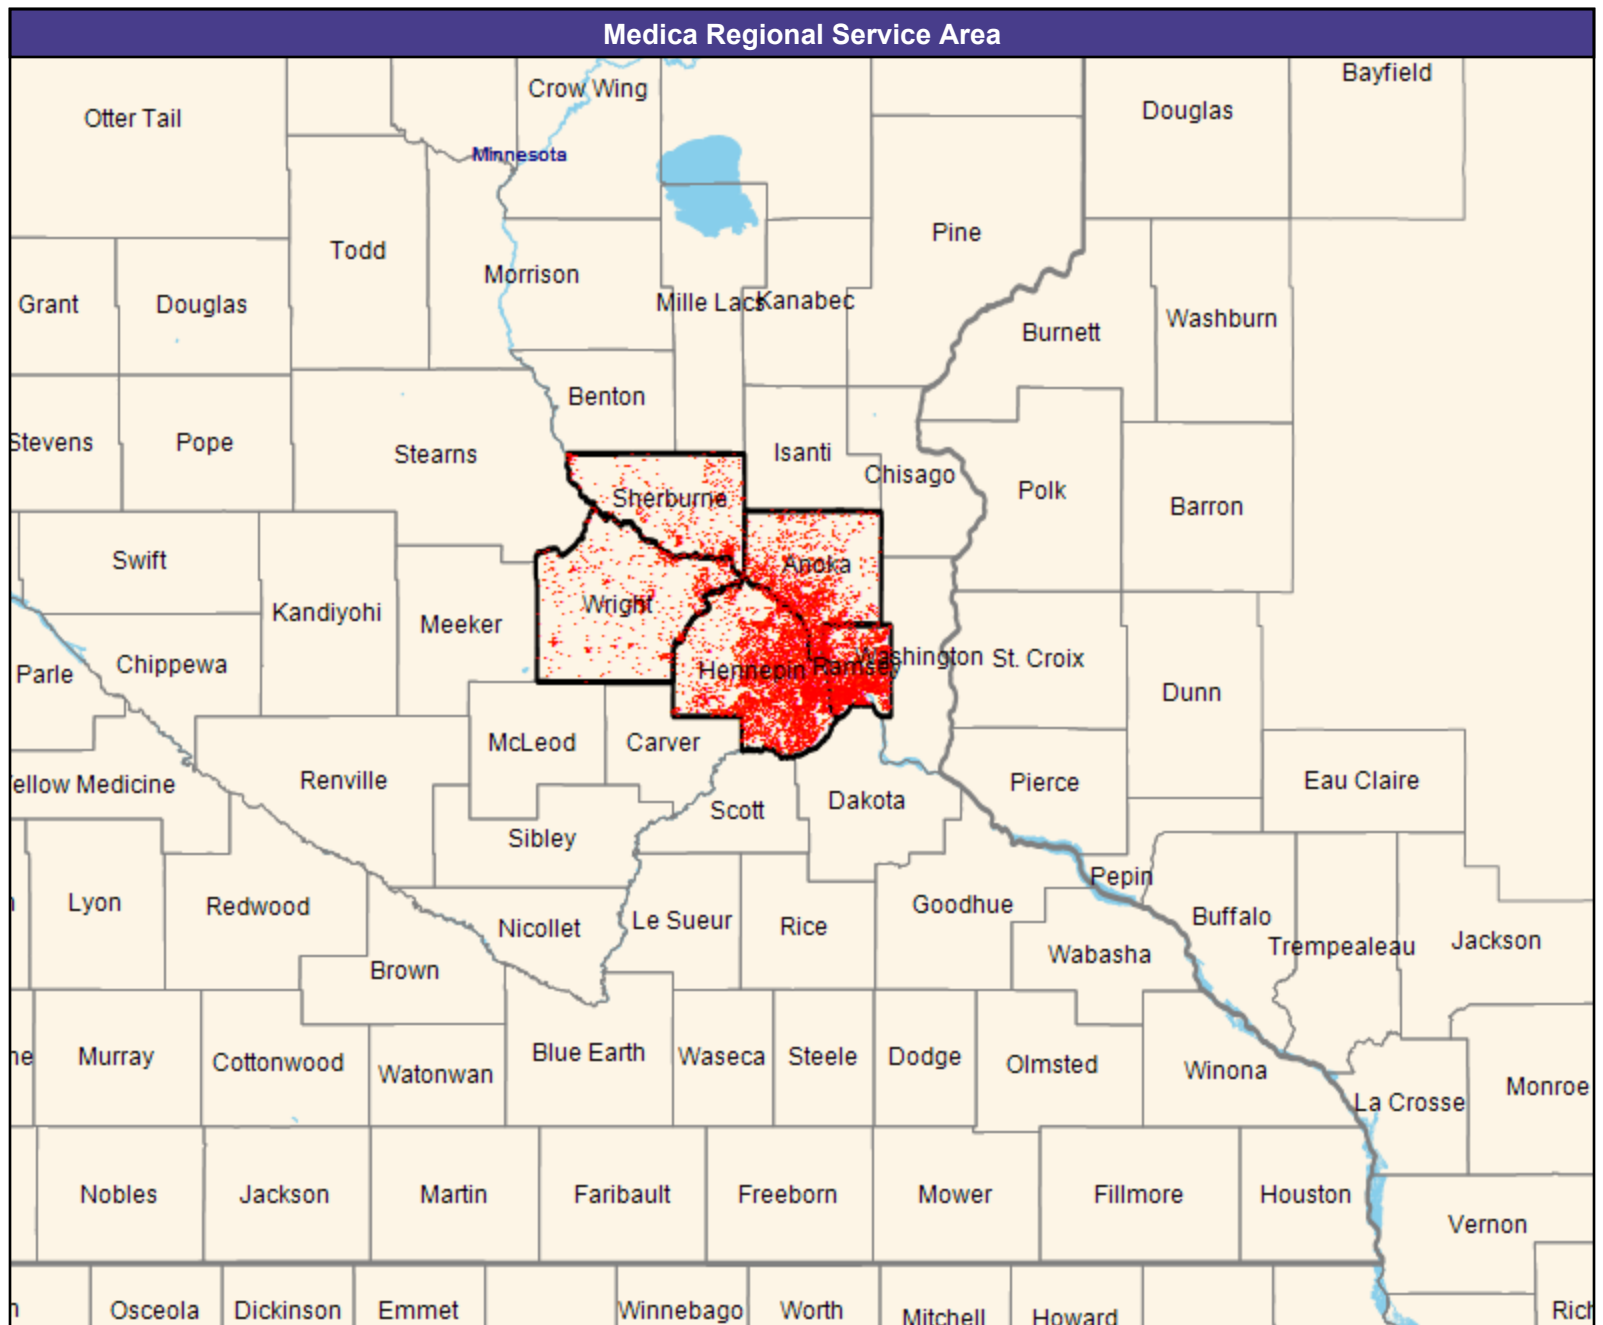 Medica Regional Service Area
Bayfield
Crow Wing
Douglas
Otter Tail
Minnesota
Pine
Todd
Morrison
Mille Lacs
Kanabec
Grant
Douglas
Washburn
Burnett
Benton
Stevens
Pope
Stearns
Isanti
Chisago
Polk
Barron
Sherburne
Swift
Anoka
Wright
Kandiyohi
Meeker
Washington
St. Croix
Chippewa
Parle
Hennepin
Ramsey
Dunn
McLeod
Carver
Renville
Yellow Medicine
Pierce
Eau Claire
Scott
Dakota
Sibley
Pepin
Lyon
Redwood
Goodhue
Buffalo
Nicollet
Le Sueur
Rice
Trempealeau
Jackson
Wabasha
Brown
Blue Earth
Murray
Cottonwood
Watonwan
Waseca
Steele
Dodge
Olmsted
Winona
Monroe
La Crosse
Nobles
Jackson
Martin
Faribault
Freeborn
Mower
Fillmore
Houston
Vernon
Osceola
Dickinson
Emmet
Winnebago
Worth
Mitchell
Howard
Rich